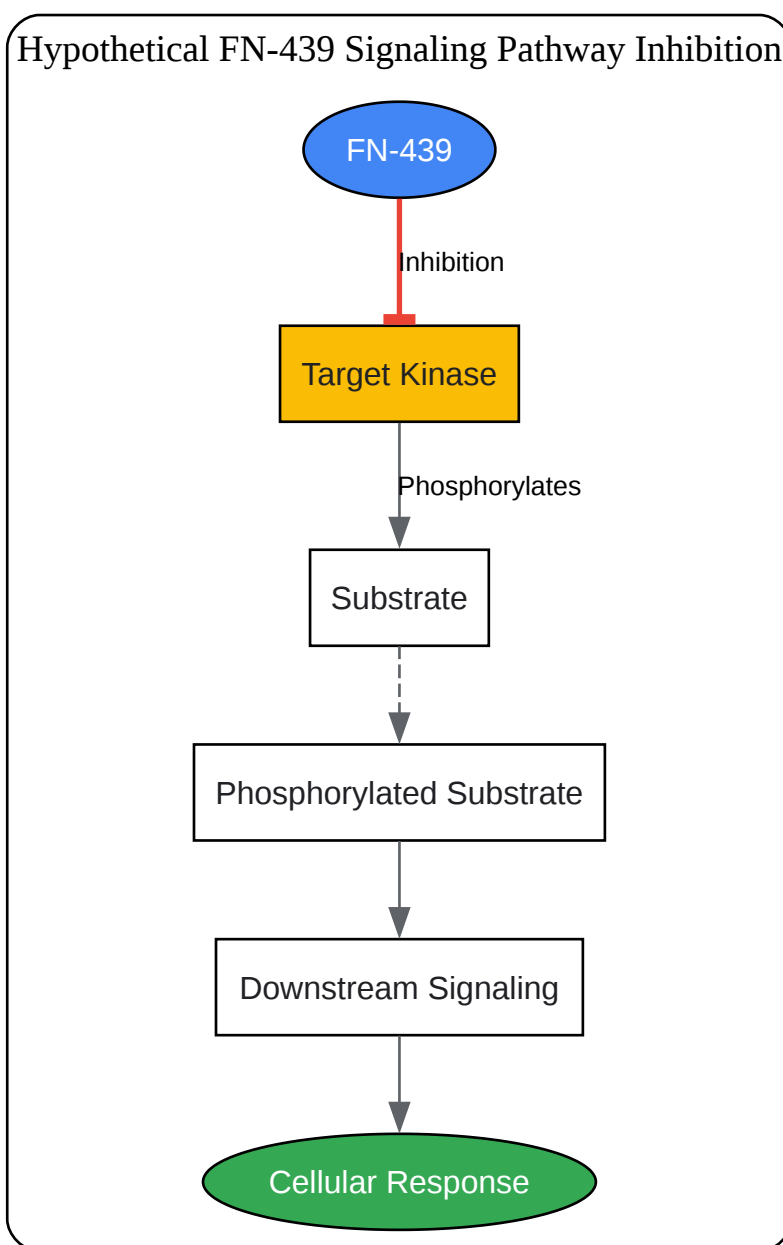 Hypothetical FN-439 Signaling Pathway Inhibition
FN-439
Inhibition
Target Kinase
Phosphorylates
Substrate
Phosphorylated Substrate
Downstream Signaling
Cellular Response